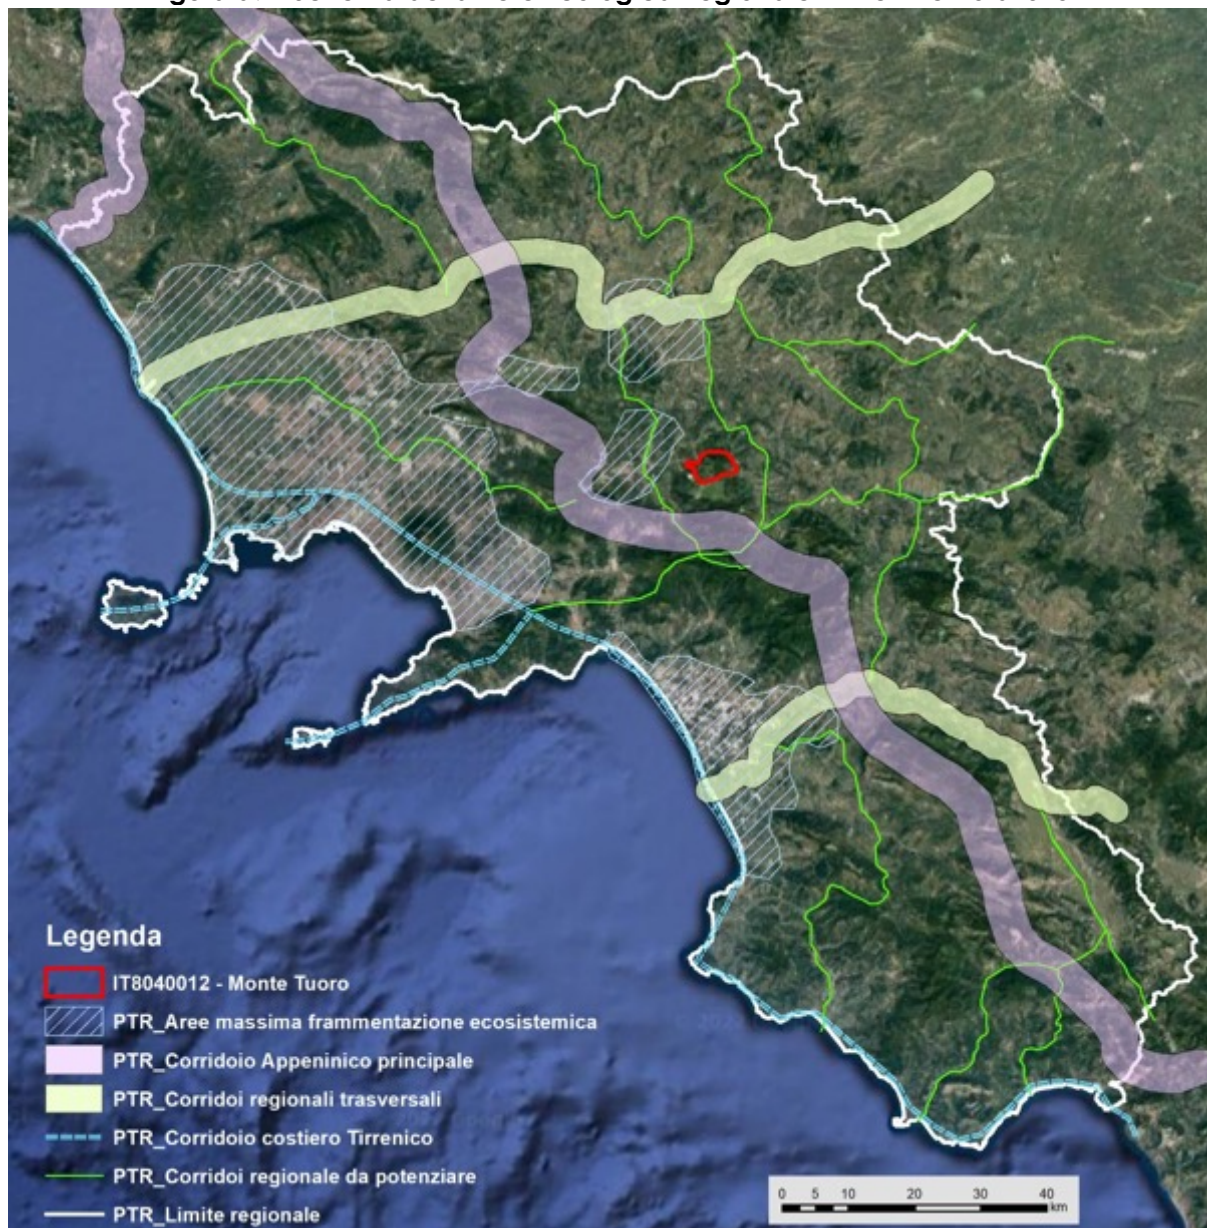 Legenda
IT8040012 - Monte Tuoro
PTR_Aree massima frammentazione ecosistemica
PTR_Corridoio Appeninico principale
PTR_Corridoi regionali trasversali
PTR_Corridoio costiero Tirrenico
PTR_Corridoi regionale da potenziare
PTR_Limite regionale
0 5 10 20 30 40
km